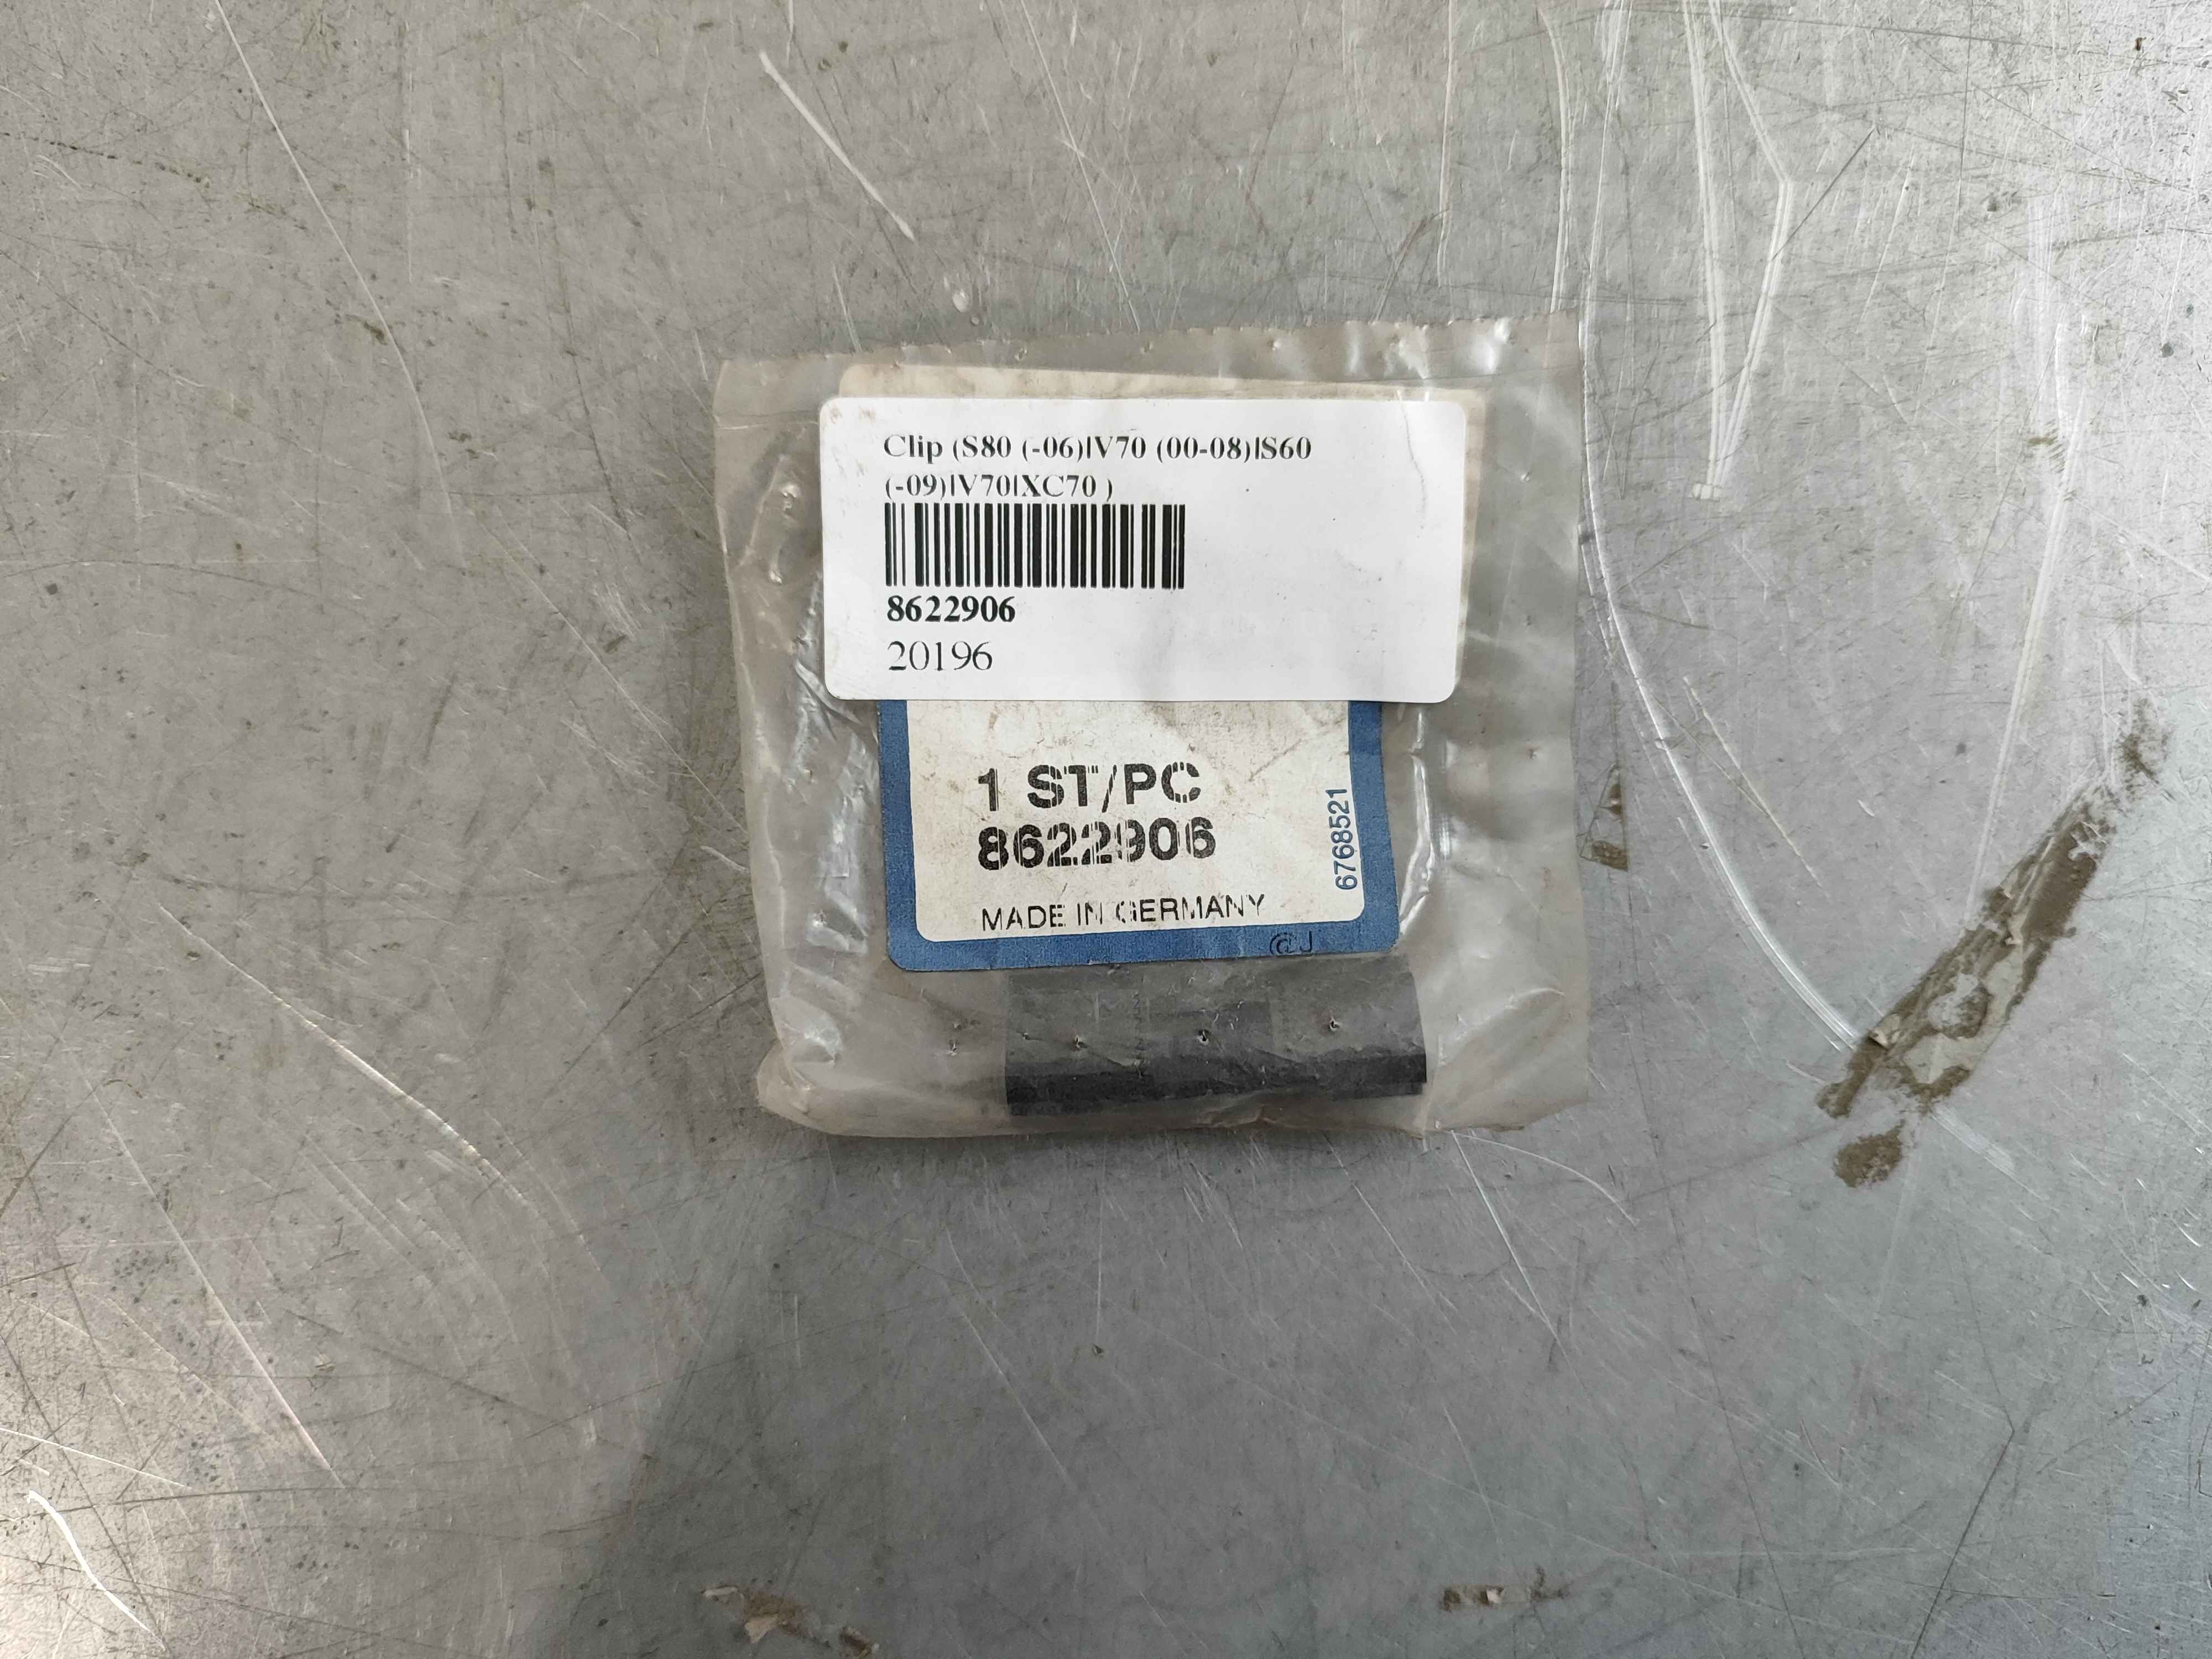 Clip (S80 (-06)|V70 (00-08)|S60
(-09)|V70|XC70 )
8622906
20196
1 ST/PC
8622906
MADE IN GERMANY
6768521
@J